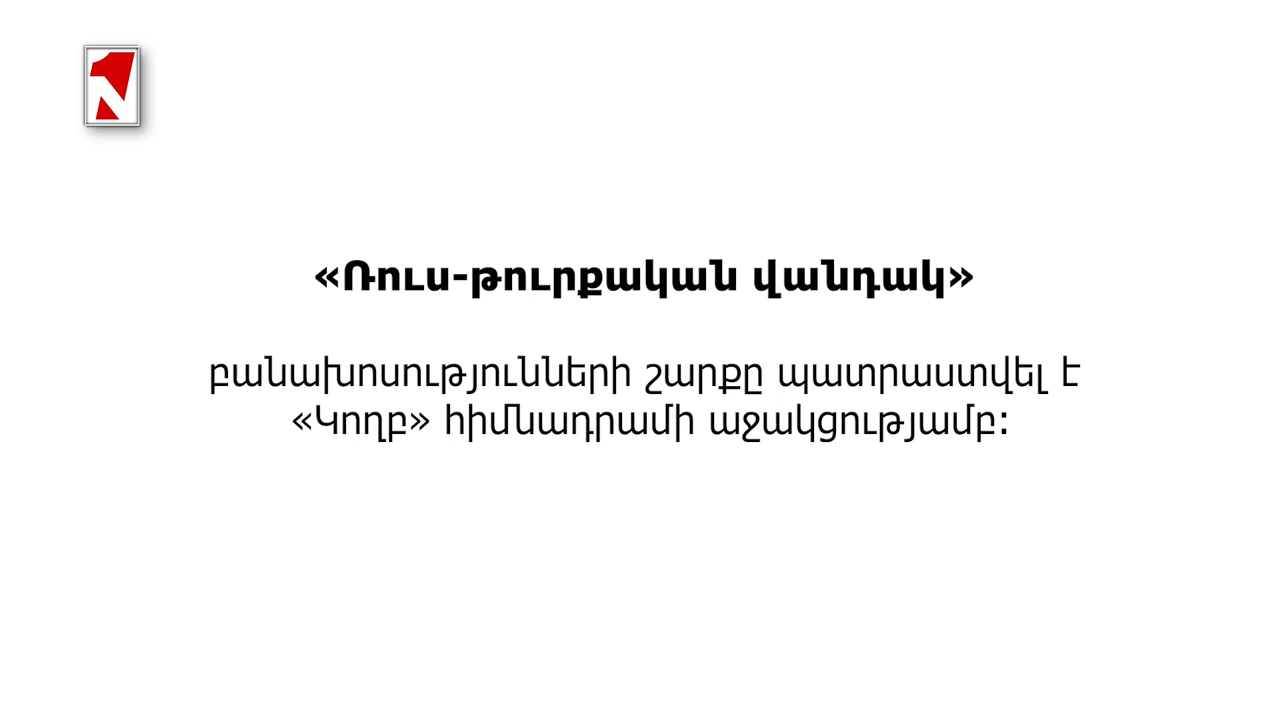 «Ռուս-թուրքական վանդակ»
բանախոսությունների շարքը պատրաստվել է
«Կողբ» հիմնադրամի աջակցությամբ: